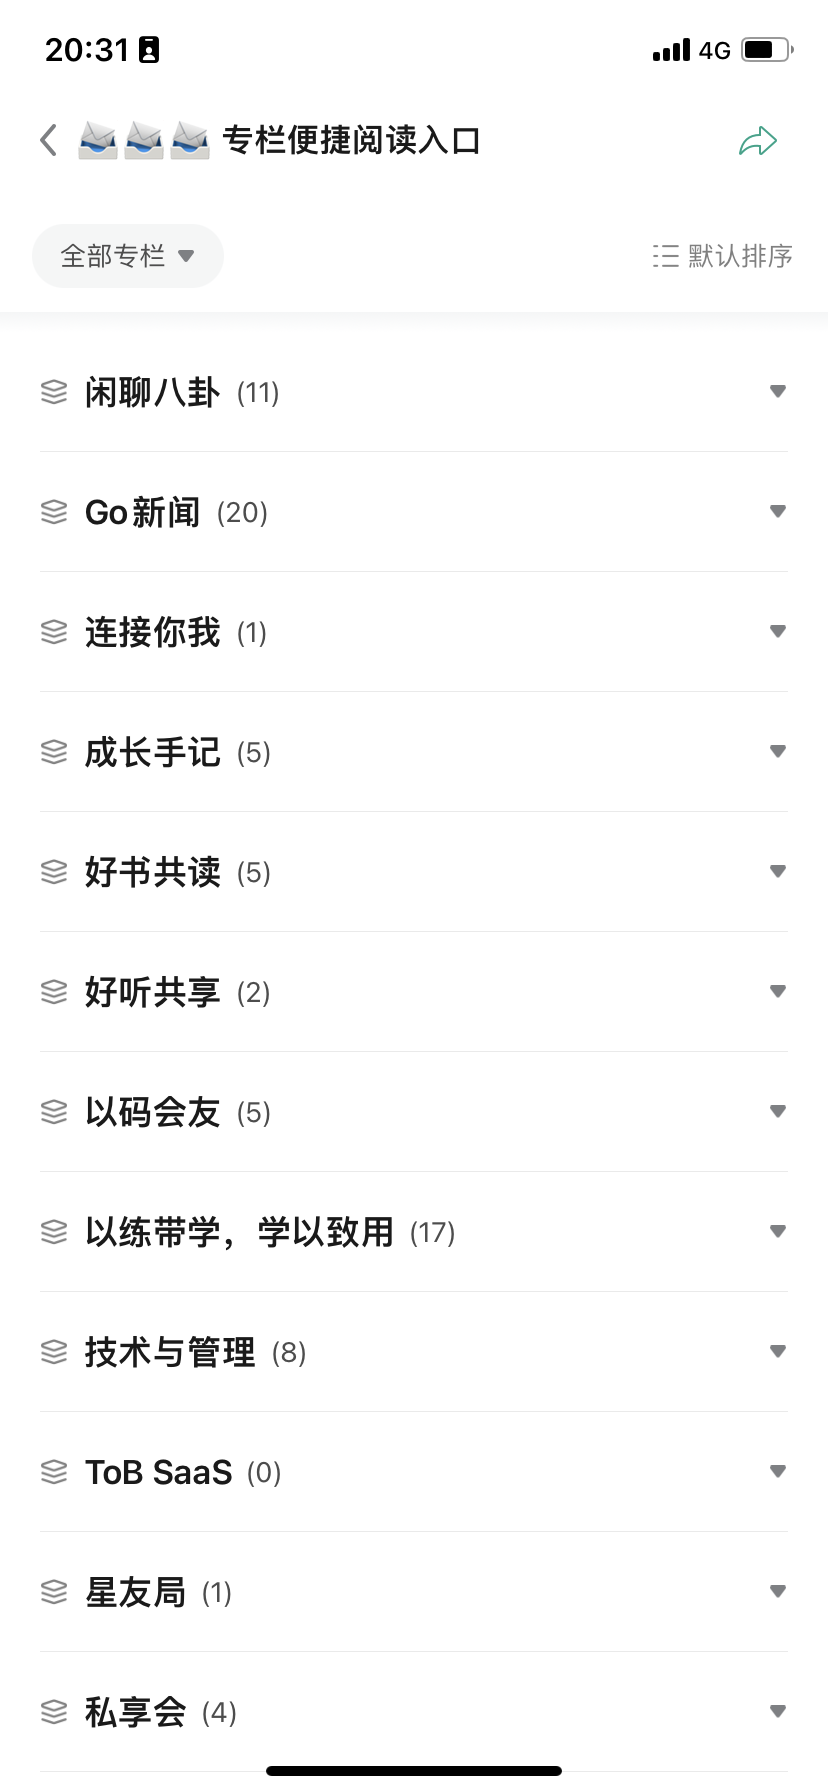 20:31 4G
专栏便捷阅读入口
全部专栏 默认排序
闲聊八卦 (11)
Go新闻 (20)
连接你我 (1)
成长手记 (5)
好书共读 (5)
好听共享 (2)
以码会友 (5)
以练带学，学以致用 (17)
技术与管理 (8)
ToB SaaS (0)
星友局 (1)
私享会 (4)